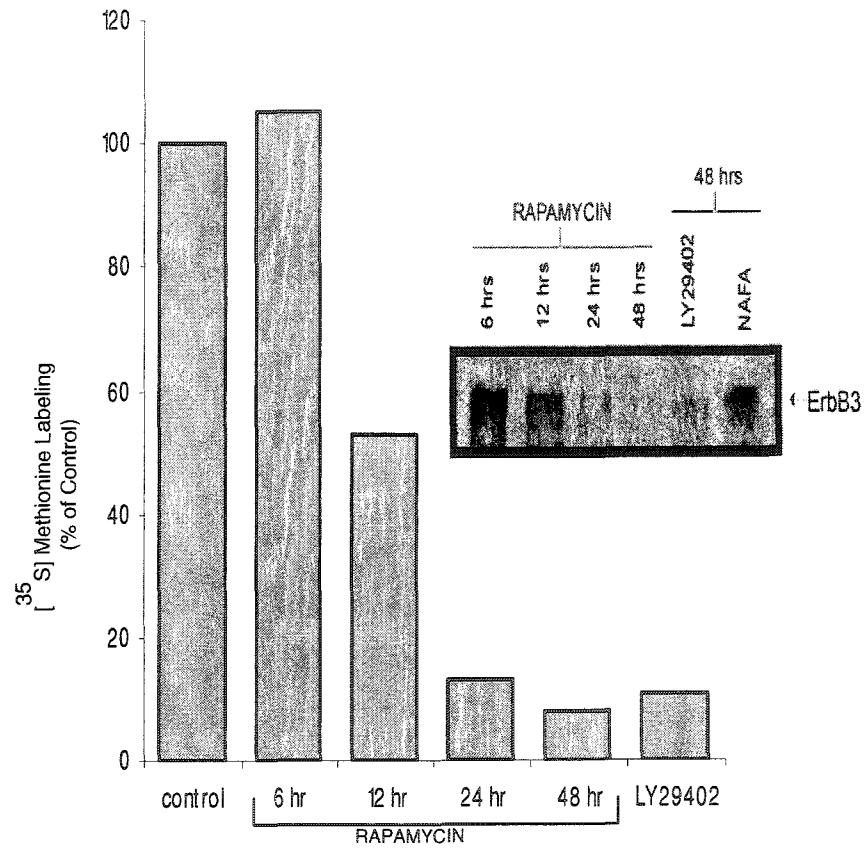 120
100
80
60
40
20
0
[ 35 S] Methionine Labeling
(% of Control)
48 hrs
RAPAMYCIN
6 hrs
12 hrs
24 hrs
48 hrs
LY29402
NAFA
ErbB3
control
6 hr
12 hr
24 hr
48 hr
LY29402
RAPAMYCIN